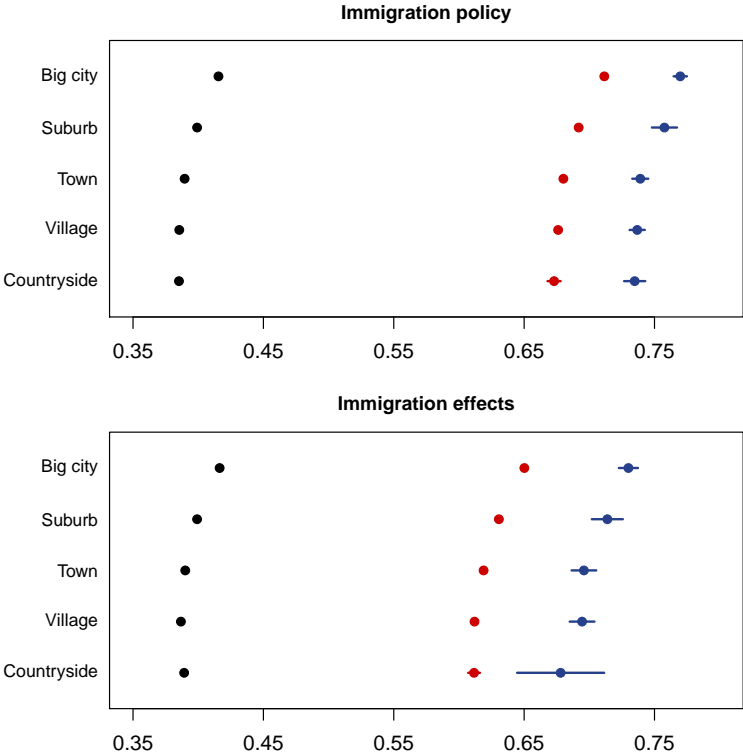 Immigration policy
Big city
Suburb
Town
Village
Countryside
0.35 0.45 0.55 0.65 0.75
Immigration effects
Big city
Suburb
Town
Village
Countryside
0.35 0.45 0.55 0.65 0.75